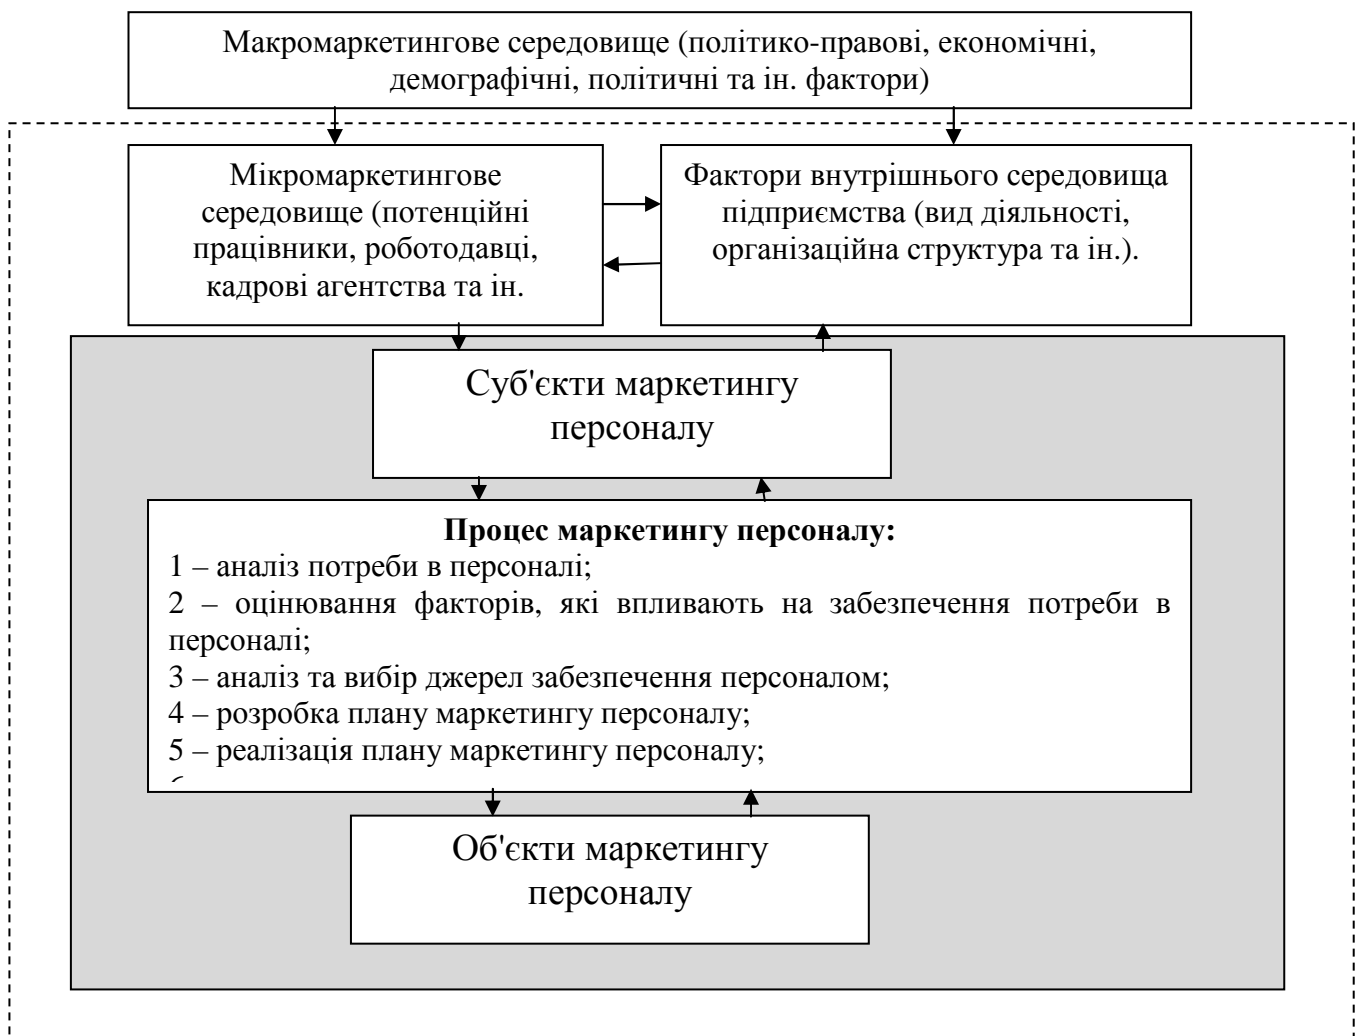 Макромаркетингове середовище (політико-правові, економічні,
демографічні, політичні та ін. фактори)
Мікромаркетингове
середовище (потенційні
працівники, роботодавці,
кадрові агентства та ін.
Фактори внутрішнього середовища
підприємства (вид діяльності,
організаційна структура та ін.).
Суб'єкти маркетингу
персоналу
Процес маркетингу персоналу:
1 – аналіз потреби в персоналі;
2 – оцінювання факторів, які впливають на забезпечення потреби в
персоналі;
3 – аналіз та вибір джерел забезпечення персоналом;
4 – розробка плану маркетингу персоналу;
5 – реалізація плану маркетингу персоналу;
Об'єкти маркетингу
персоналу